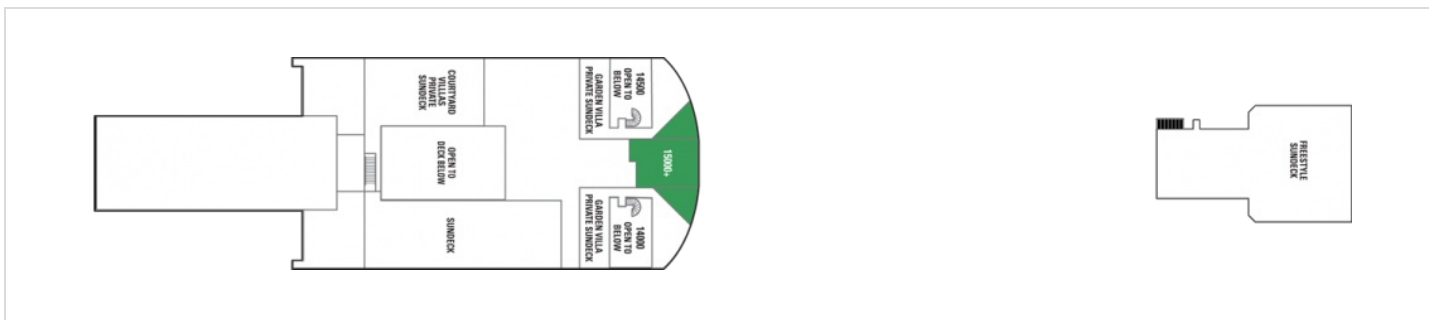 COURTYARD
VILLLAS
PRIVATE
SUNDECK
OPEN TO
DECK BELOW
SUNDECK
GARDEN VILLA
PRIVATE SUNDECK
14500
OPEN TO
BELOW
15000+
GARDEN VILLA
PRIVATE SUNDECK
14000
OPEN TO
BELOW
FREESTYLE
SUNDECK